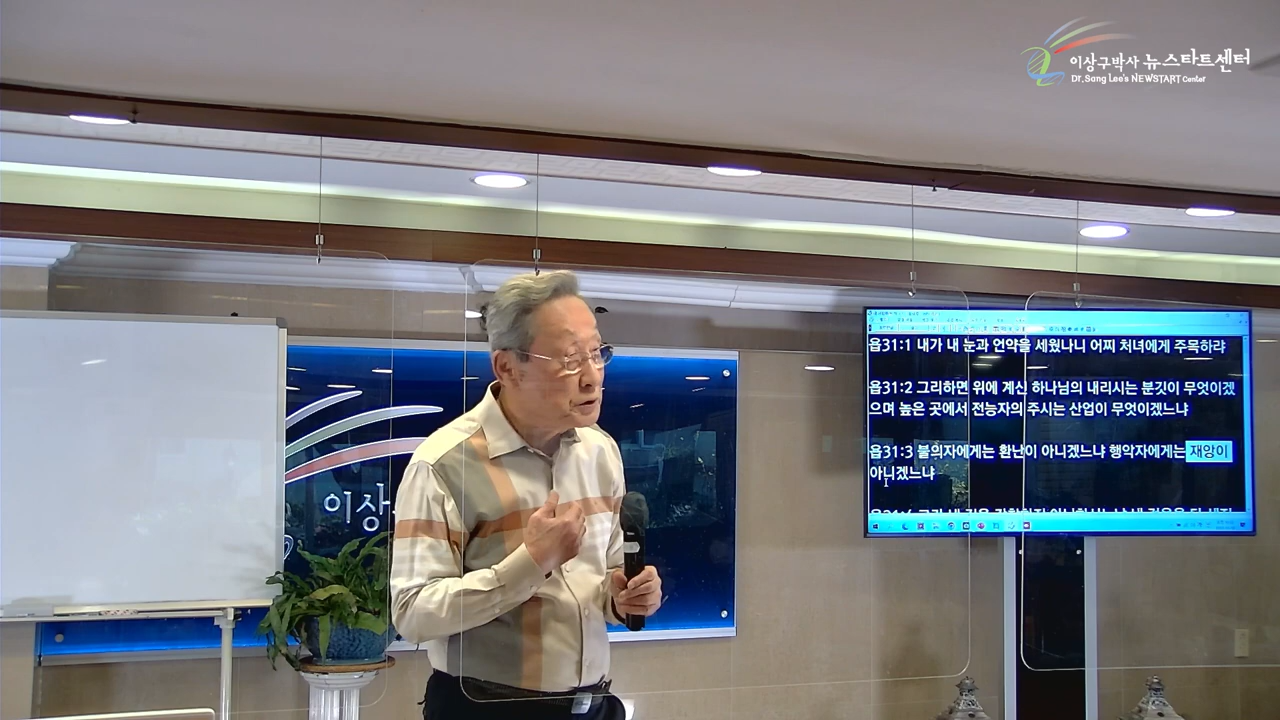 이상구박사 뉴스타트센터
Dr. Sang Lee's NEWSTART Center
욥31:1 내가 내 눈과 언약을 세웠나니 어찌 처녀에게 주목하랴
욥31:2 그리하면 위에 계신 하나님의 내리시는 분깃이 무엇이겠
으며 높은 곳에서 전능자의 주시는 산업이 무엇이겠느냐
욥31:3 불의자에게는 환난이 아니겠느냐 행악자에게는 재앙이
아니겠느냐
이상